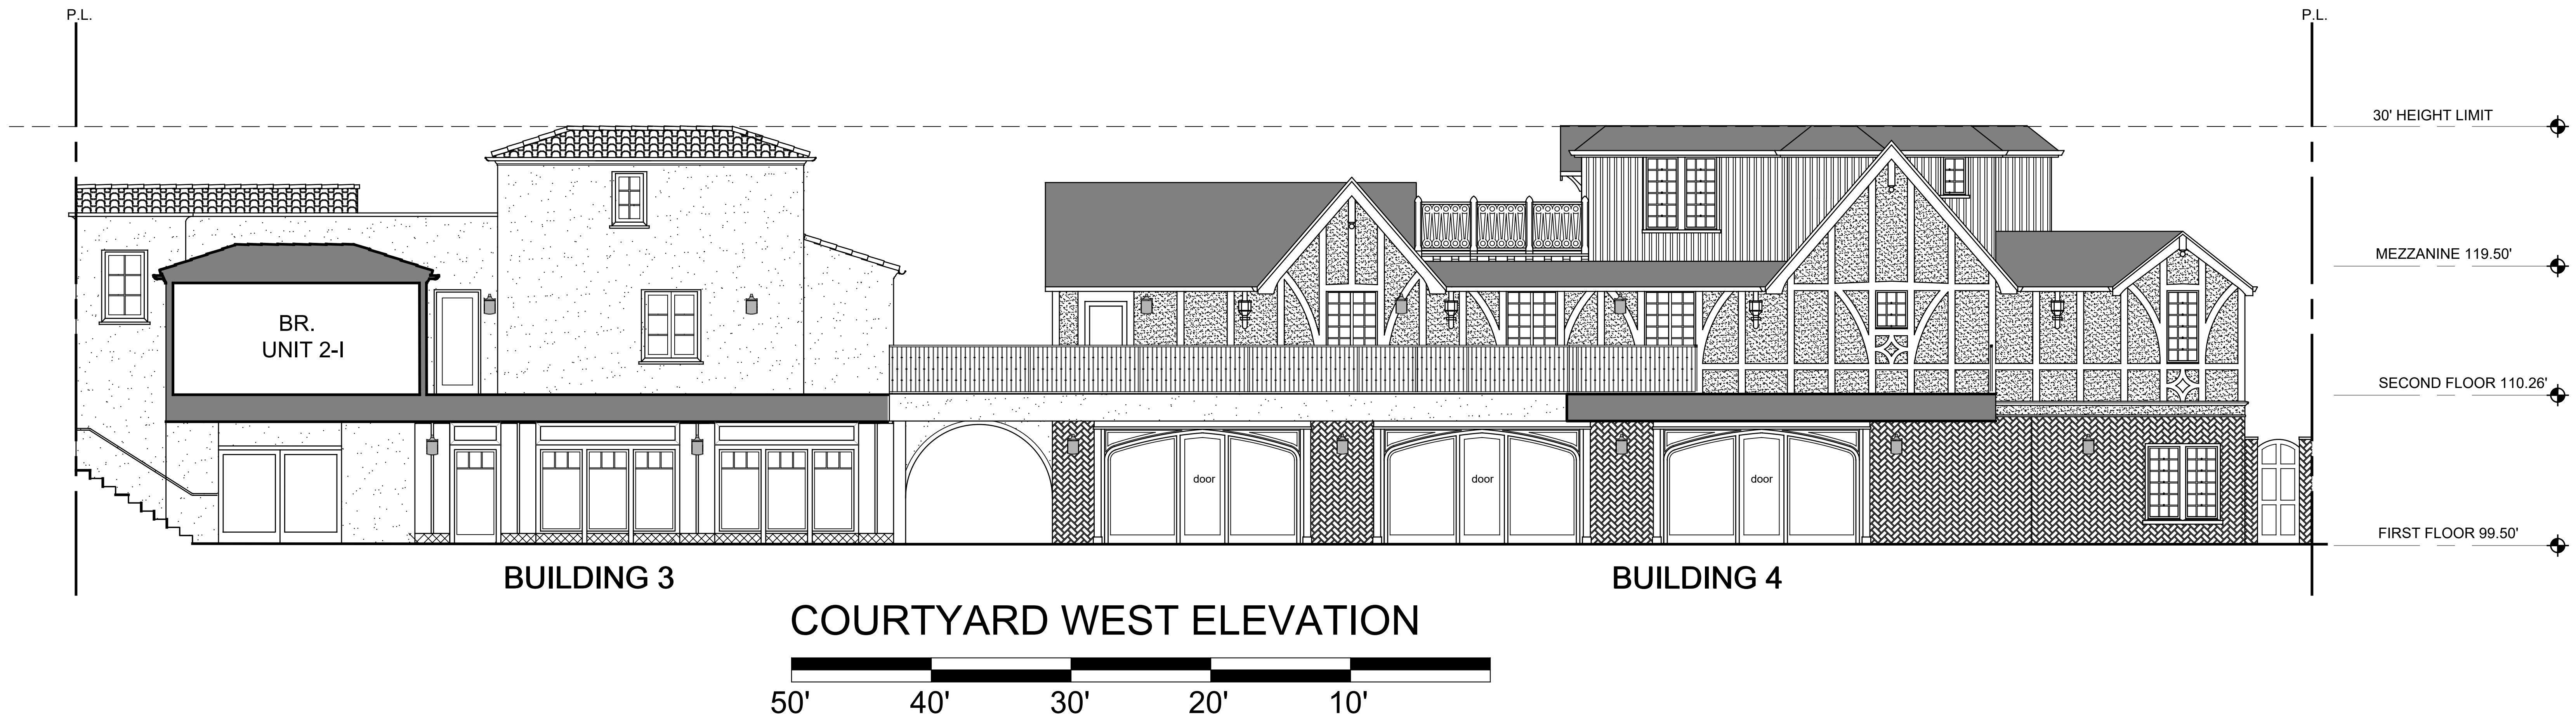 P.L.
P.L.
30' HEIGHT LIMIT
MEZZANINE 119.50'
BR.
UNIT 2-I
SECOND FLOOR 110.26'
door
door
door
FIRST FLOOR 99.50'
BUILDING 3
BUILDING 4
COURTYARD WEST ELEVATION
50' 40' 30' 20' 10'